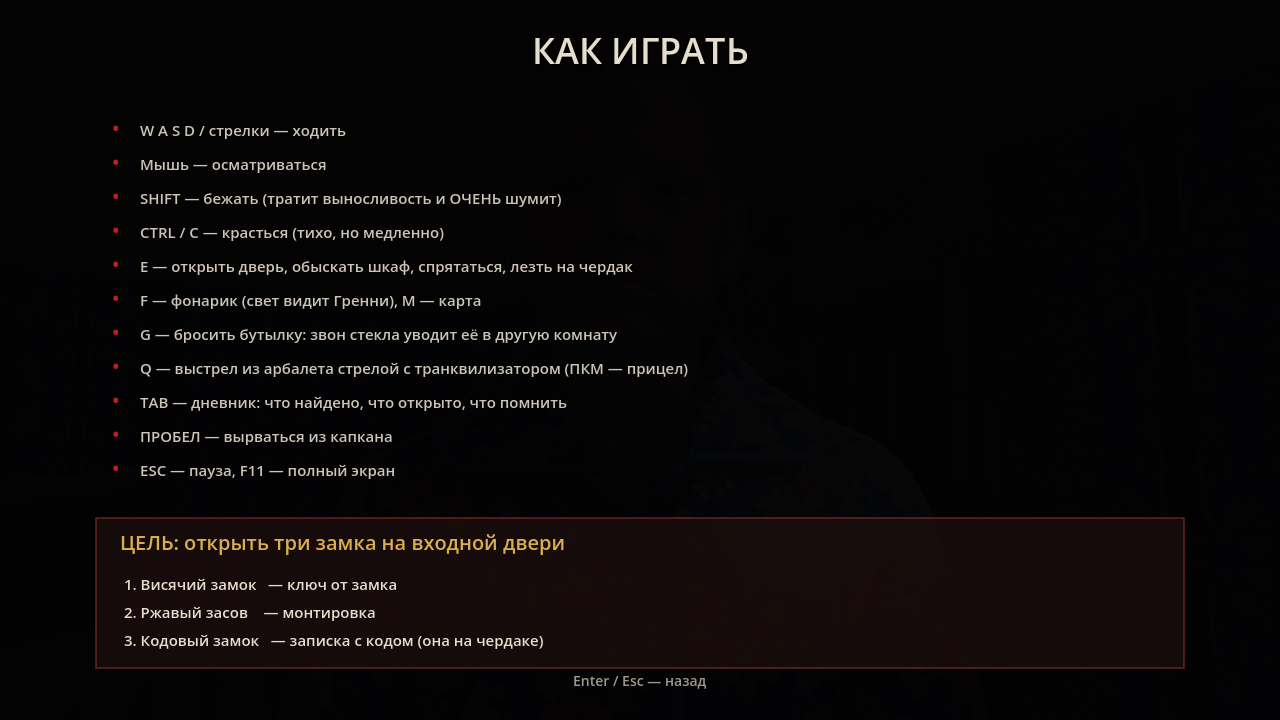 КАК ИГРАТЬ
• W A S D / стрелки — ходить
• Мышь — осматриваться
• SHIFT — бежать (тратит выносливость и ОЧЕНЬ шумит)
• CTRL / C — красться (тихо, но медленно)
• E — открыть дверь, обыскать шкаф, спрятаться, лезть на чердак
• F — фонарик (свет видит Гренни), M — карта
• G — бросить бутылку: звон стекла уводит её в другую комнату
• Q — выстрел из арбалета стрелой с транквилизатором (ПКМ — прицел)
• TAB — дневник: что найдено, что открыто, что помнить
• ПРОБЕЛ — вырваться из капкана
• ESC — пауза, F11 — полный экран
ЦЕЛЬ: открыть три замка на входной двери
1. Висячий замок — ключ от замка
2. Ржавый засов — монтировка
3. Кодовый замок — записка с кодом (она на чердаке)
Enter / Esc — назад